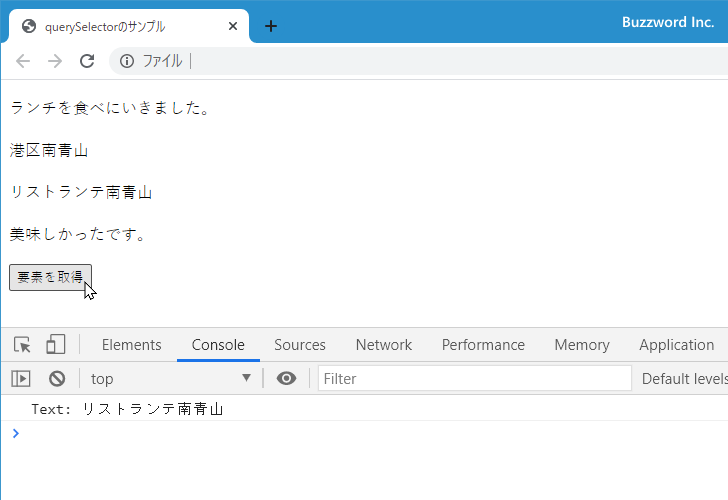 querySelectorのサンプル
Buzzword Inc.
ファイル
ランチを食べにいきました。
港区南青山
リストランテ南青山
美味しかったです。
要素を取得
Elements Console Sources Network Performance Memory Application
top Filter Default levels
Text: リストランテ南青山